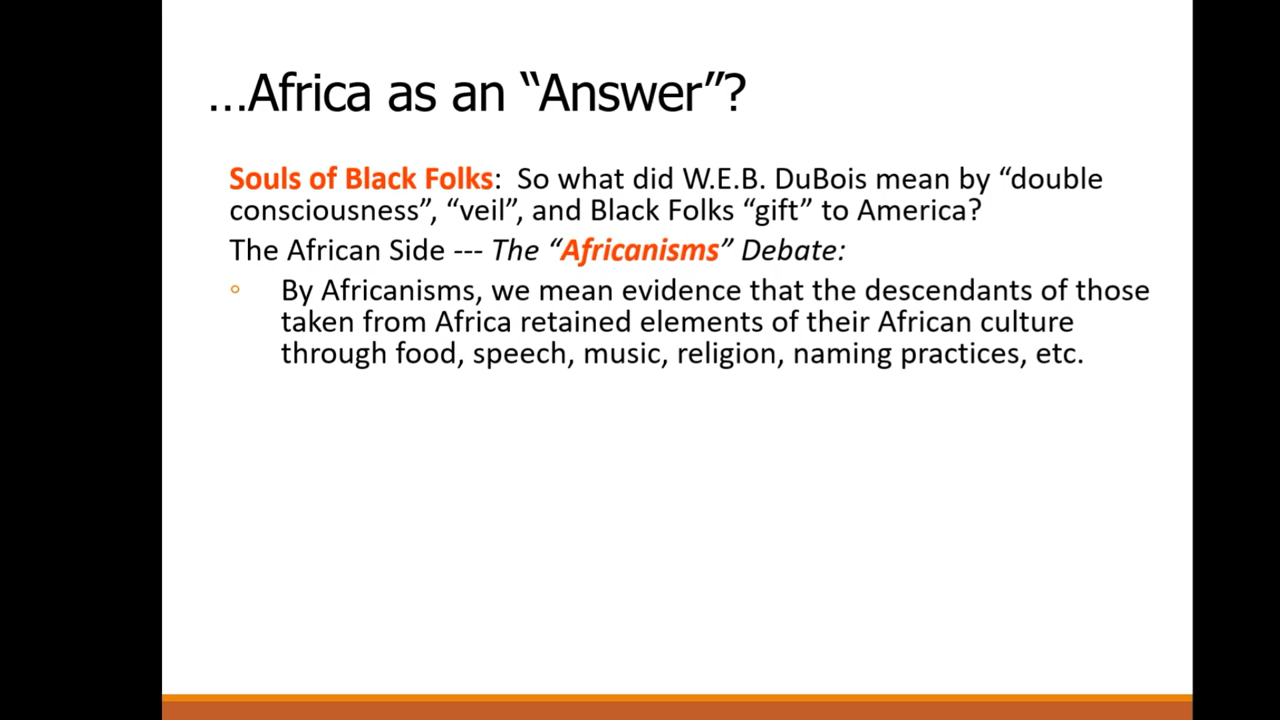 …Africa as an “Answer”?
Souls of Black Folks:  So what did W.E.B. DuBois mean by “double
consciousness”, “veil”, and Black Folks “gift” to America?
The African Side --- The “Africanisms” Debate:
◦ By Africanisms, we mean evidence that the descendants of those
taken from Africa retained elements of their African culture
through food, speech, music, religion, naming practices, etc.